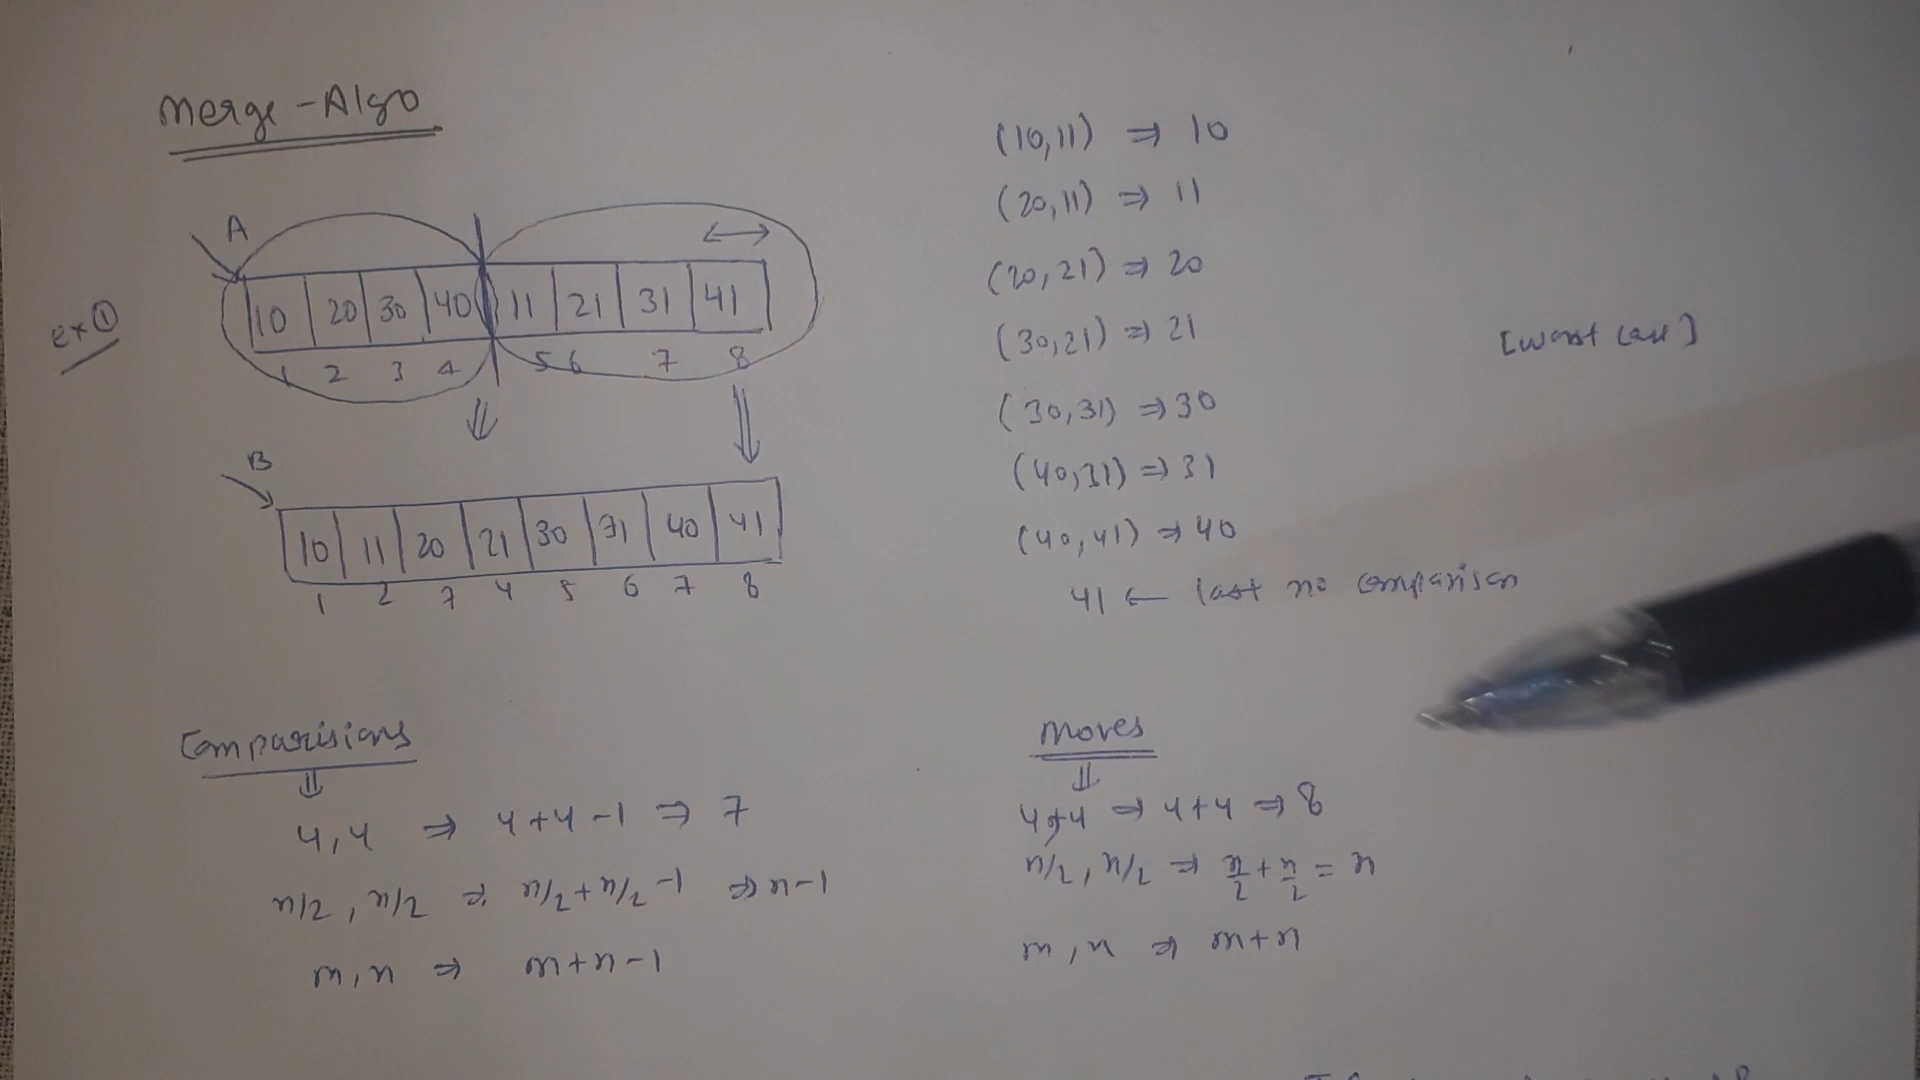 Merge-Algo
A
ex ①
10 20 30 40 11 21 31 41
1 2 3 4 5 6 7 8
B
10 11 20 21 30 31 40 41
1 2 3 4 5 6 7 8
(10,11) ⇒ 10
(20,11) ⇒ 11
(20,21) ⇒ 20
(30,21) ⇒ 21
(30,31) ⇒ 30
(40,31) ⇒ 31
(40,41) ⇒ 40
41 ← last no comparison
[worst case]
Comparisions
⇓
4,4 ⇒ 4+4-1 ⇒ 7
n/2, n/2 ⇒ n/2+n/2-1 ⇒ n-1
m,n ⇒ m+n-1
Moves
⇓
4,4 ⇒ 4+4 ⇒ 8
n/2, n/2 ⇒ n/2 + n/2 = n
m,n ⇒ m+n